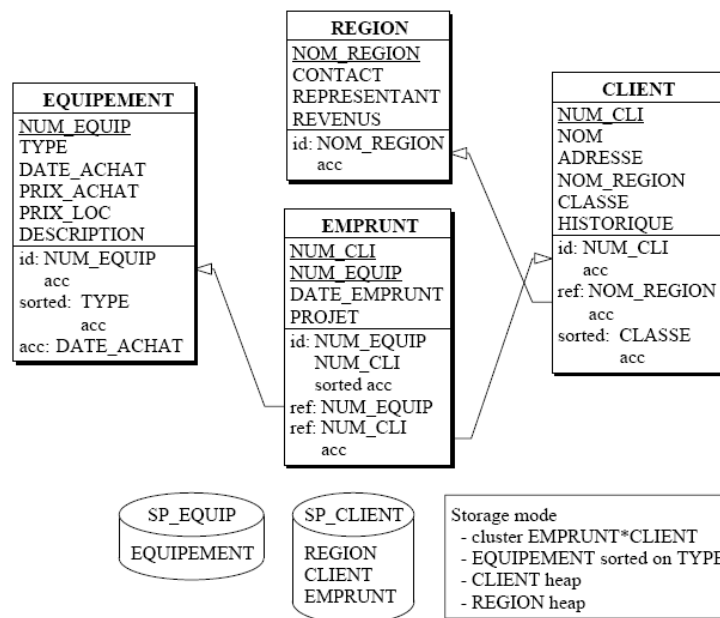 REGION
NOM_REGION
CONTACT
REPRESENTANT
REVENUS
id: NOM_REGION
acc
EQUIPEMENT
NUM_EQUIP
TYPE
DATE_ACHAT
PRIX_ACHAT
PRIX_LOC
DESCRIPTION
id: NUM_EQUIP
acc
sorted: TYPE
acc
acc: DATE_ACHAT
CLIENT
NUM_CLI
NOM
ADRESSE
NOM_REGION
CLASSE
HISTORIQUE
id: NUM_CLI
acc
ref: NOM_REGION
acc
sorted: CLASSE
acc
EMPRUNT
NUM_CLI
NUM_EQUIP
DATE_EMPRUNT
PROJET
id: NUM_EQUIP
NUM_CLI
sorted acc
ref: NUM_EQUIP
ref: NUM_CLI
acc
SP_EQUIP
EQUIPEMENT
SP_CLIENT
REGION
CLIENT
EMPRUNT
Storage mode
- cluster EMPRUNT*CLIENT
- EQUIPEMENT sorted on TYPE
- CLIENT heap
- REGION heap